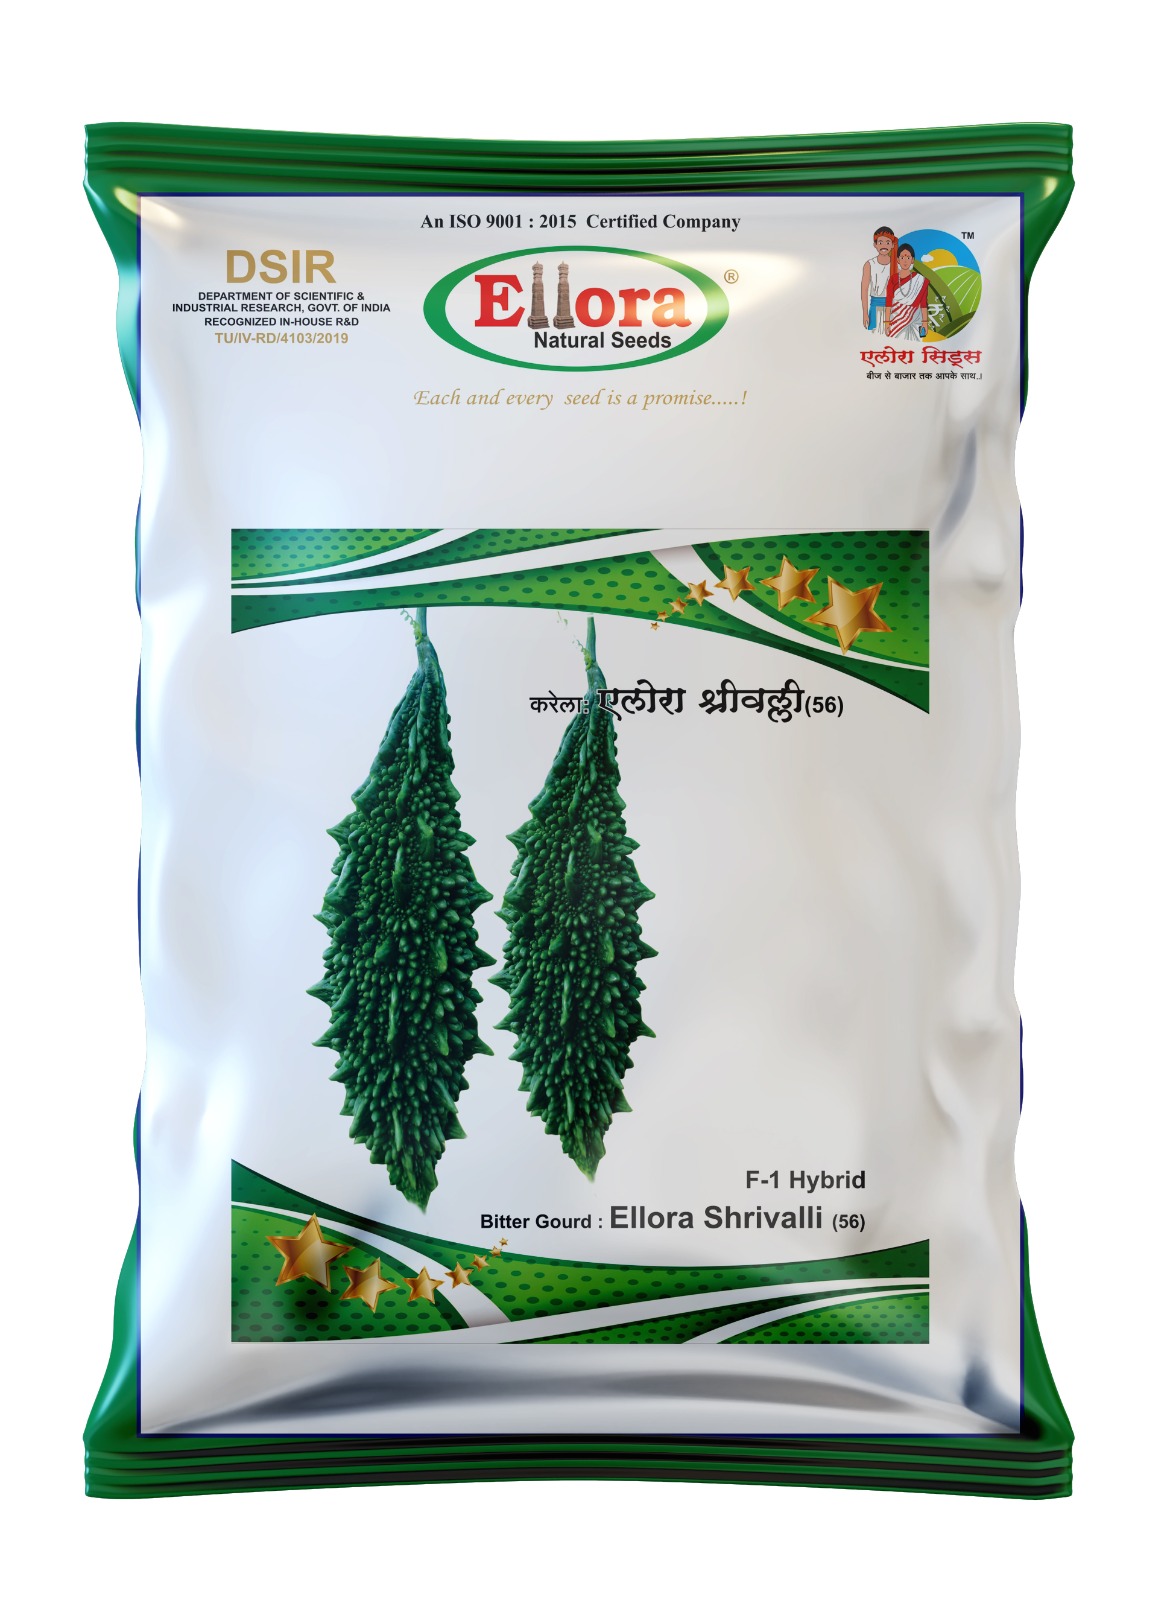 An ISO 9001 : 2015 Certified Company
DSIR
DEPARTMENT OF SCIENTIFIC &
INDUSTRIAL RESEARCH, GOVT. OF INDIA
RECOGNIZED IN-HOUSE R&D
TU/IV-RD/4103/2019
Ellora ®
Natural Seeds
Each and every seed is a promise.....!
TM
₹
एलोरा सिड्स
बीज से बाजार तक आपके साथ..।
करेला: एलोरा श्रीवल्ली(56)
F-1 Hybrid
Bitter Gourd : Ellora Shrivalli (56)